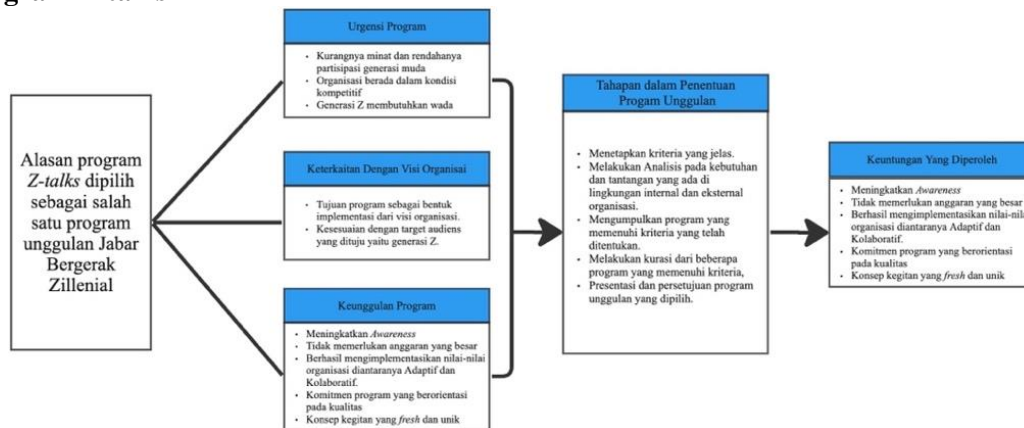 Alasan program
Z-talks dipilih
sebagai salah
satu program
unggulan Jabar
Bergerak
Zillenial
Urgensi Program
• Kurangnya minat dan rendahanya
partisipasi generasi muda
• Organisasi berada dalam kondisi
kompetitif
• Generasi Z membutuhkan wada
Keterkaitan Dengan Visi Organisai
• Tujuan program sebagai bentuk
implementasi dari visi organisasi.
• Kesesuaian dengan target audiens
yang dituju yaitu generasi Z.
Keunggulan Program
• Meningkatkan Awareness
• Tidak memerlukan anggaran yang besar
• Berhasil mengimplementasikan nilai-nilai
organisasi diantaranya Adaptif dan
Kolaboratif.
• Komitmen program yang berorientasi
pada kualitas
• Konsep kegitan yang fresh dan unik
Tahapan dalam Penentuan
Progam Unggulan
• Menetapkan kriteria yang jelas.
• Melakukan Analisis pada kebutuhan
dan tantangan yang ada di
lingkungan internal dan eksternal
organisasi.
• Mengumpulkan program yang
memenuhi kriteria yang telah
ditentukan.
• Melakukan kurasi dari beberapa
program yang memenuhi kriteria,
• Presentasi dan persetujuan program
unggulan yang dipilih.
Keuntungan Yang Diperoleh
• Meningkatkan Awareness
• Tidak memerlukan anggaran yang besar
• Berhasil mengimplementasikan nilai-nila
organisasi diantaranya Adaptif dan
Kolaboratif.
• Komitmen program yang berorientasi
pada kualitas
• Konsep kegitan yang fresh dan unik